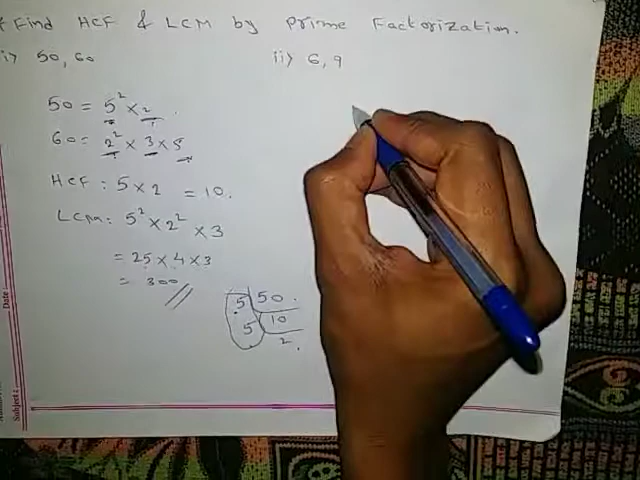 Find HCF & LCM by Prime Factorization.
i) 50, 60
ii) 6, 9
50 = 5² × 2.
60 = 2² × 3 × 5
HCF : 5 × 2 = 10.
LCM : 5² × 2² × 3
= 25 × 4 × 3
= 300
5 50.
5 10
2.
Date:
Subject: